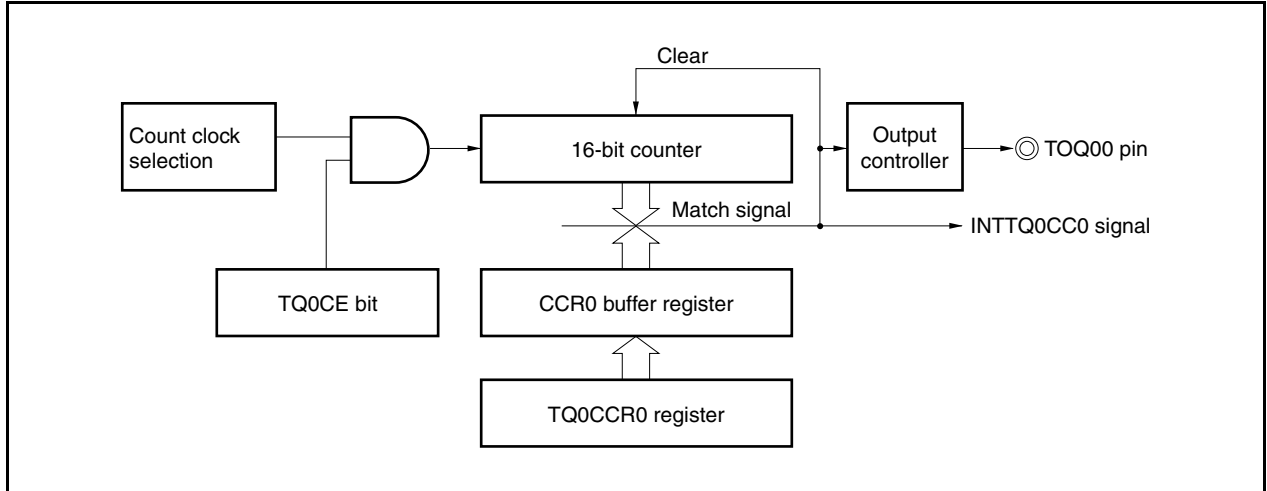 Clear
Count clock
selection
16-bit counter
Output
controller
TOQ00 pin
Match signal
INTTQ0CC0 signal
TQ0CE bit
CCR0 buffer register
TQ0CCR0 register